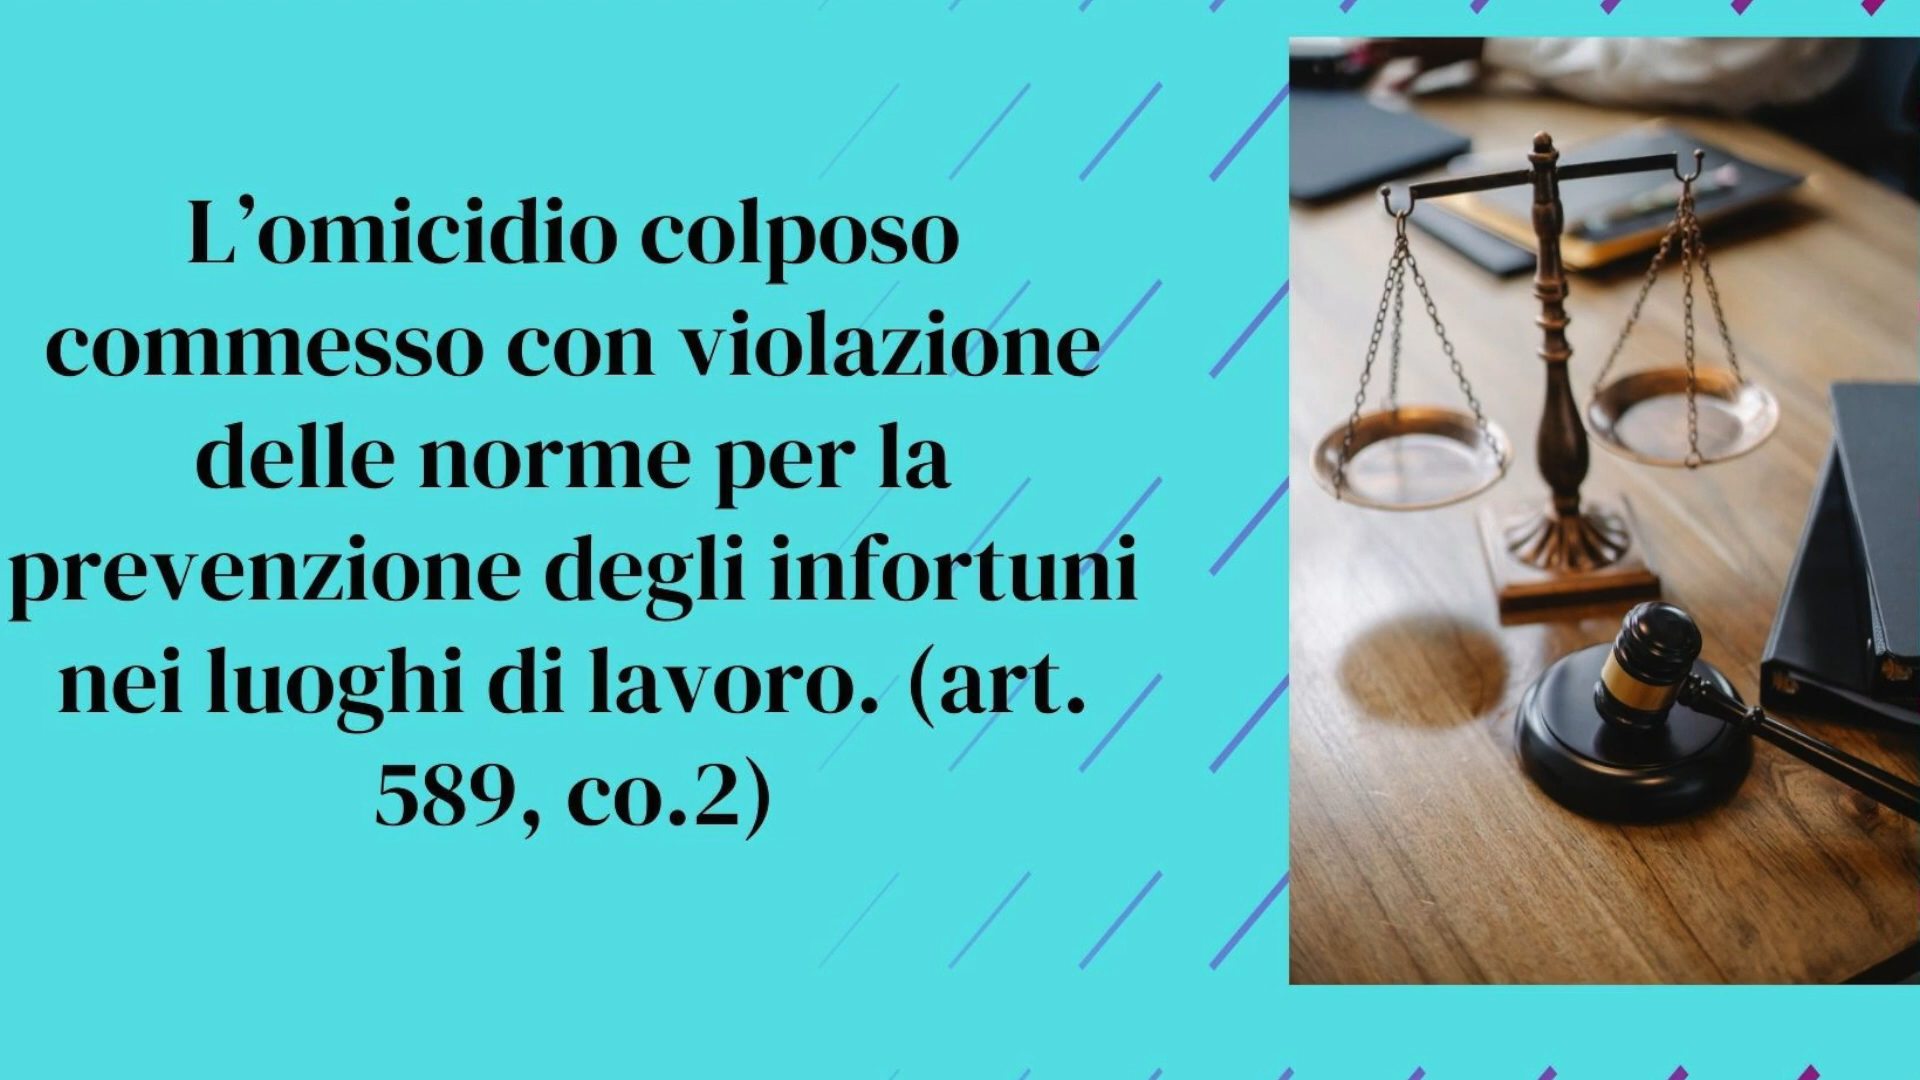 L’omicidio colposo
commesso con violazione
delle norme per la
prevenzione degli infortuni
nei luoghi di lavoro. (art.
589, co.2)